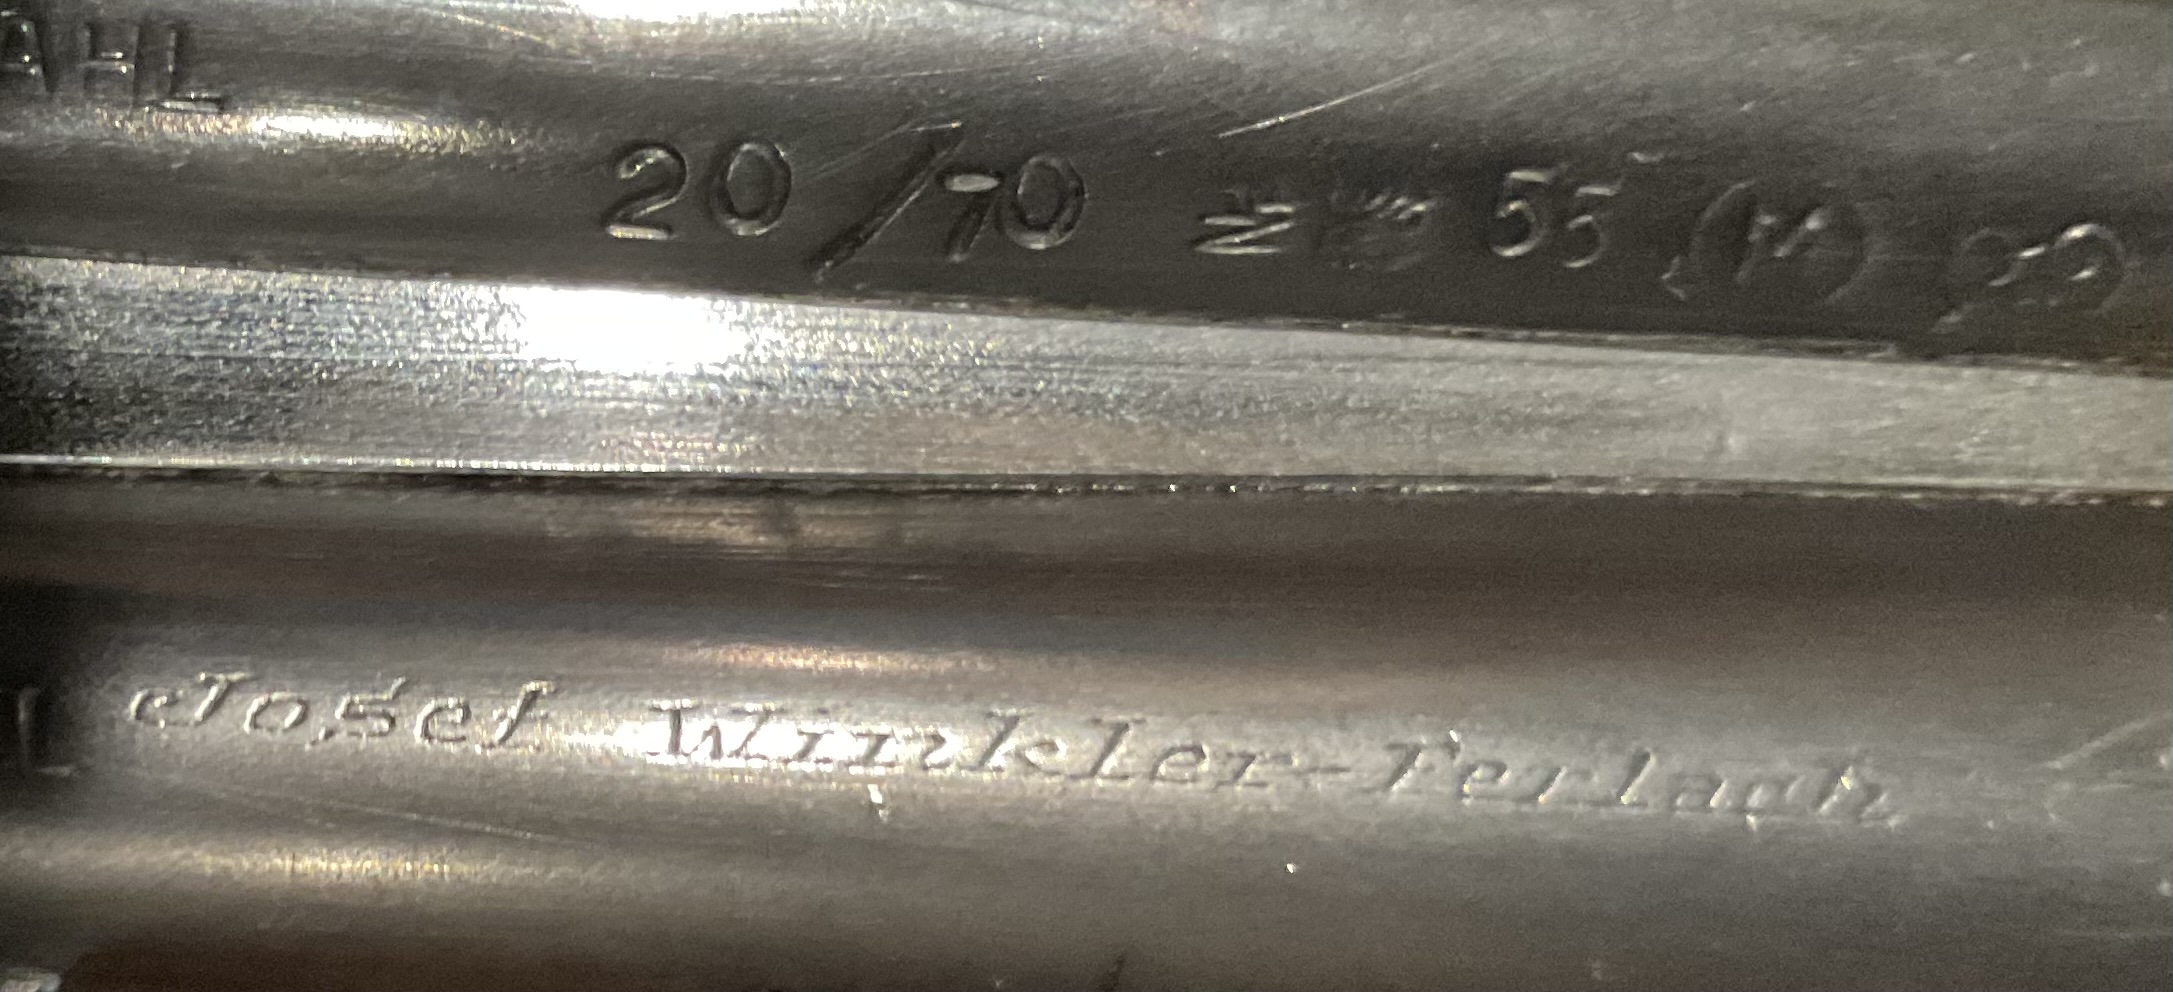 AHL
20/70 55
L Josef Winkler-Ferlach